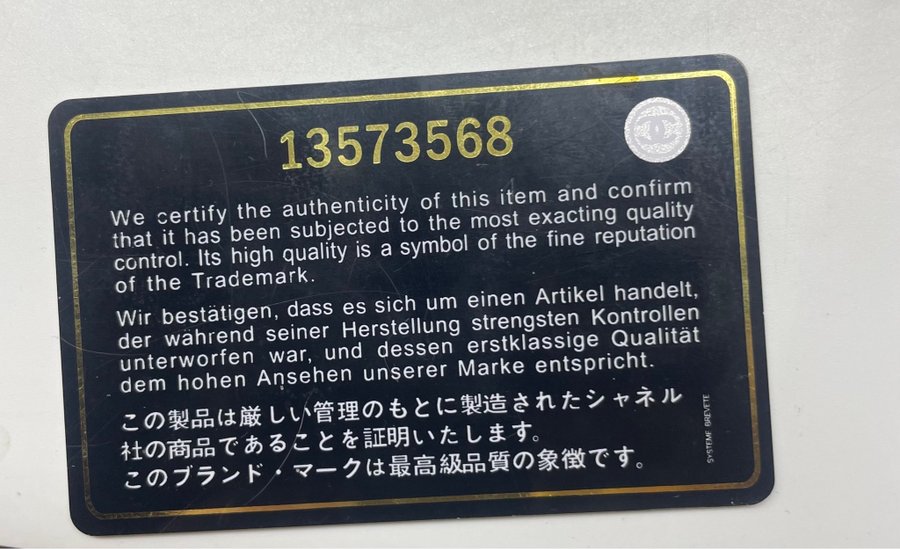 13573568
We certify the authenticity of this item and confirm
that it has been subjected to the most exacting quality
control. Its high quality is a symbol of the fine reputation
of the Trademark.
Wir bestätigen, dass es sich um einen Artikel handelt,
der während seiner Herstellung strengsten Kontrollen
unterworfen war, und dessen erstklassige Qualität
dem hohen Ansehen unserer Marke entspricht.
この製品は厳しい管理のもとに製造されたシャネル
社の商品であることを証明いたします。
このブランド・マークは最高級品質の象徴です。
SYSTEME BREVETE